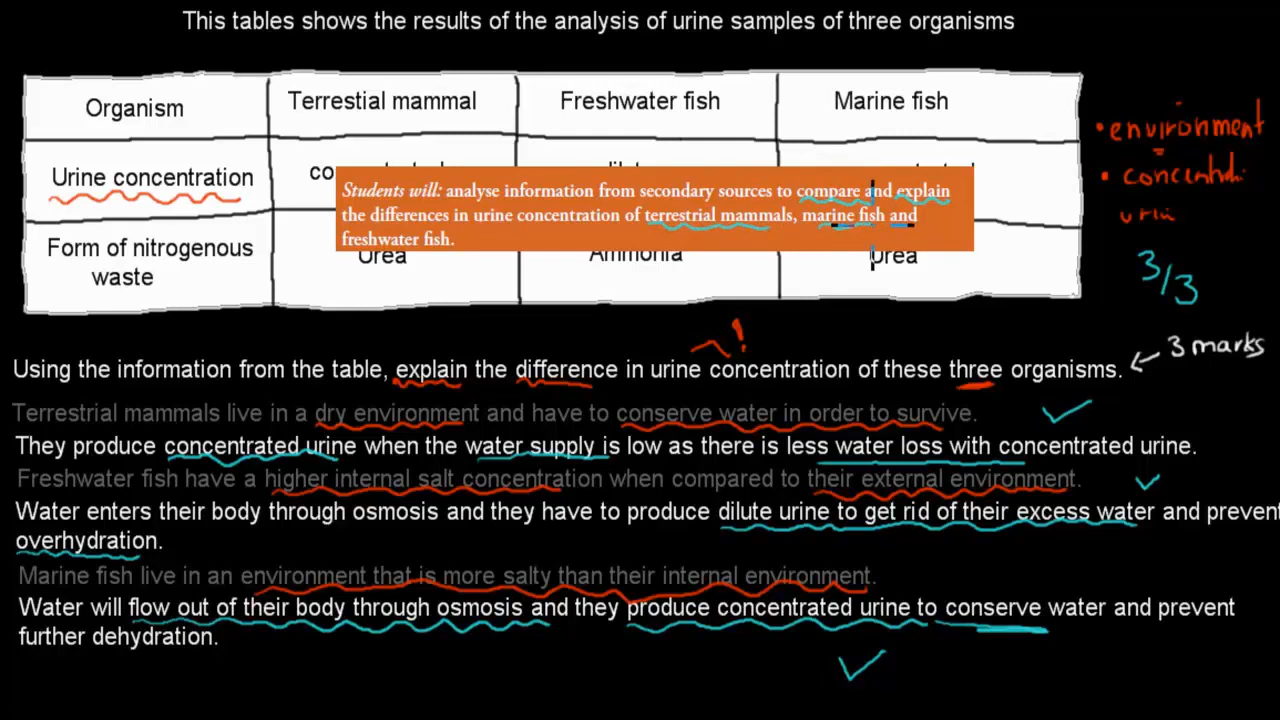 This tables shows the results of the analysis of urine samples of three organisms
Organism Terrestial mammal Freshwater fish Marine fish
Urine concentration
Students will: analyse information from secondary sources to compare and explain
the differences in urine concentration of terrestrial mammals, marine fish and
freshwater fish.
Form of nitrogenous
waste
Urea Ammonia Urea
• environment
• concentrati
urin
3/3
3 marks
Using the information from the table, explain the difference in urine concentration of these three organisms.
Terrestrial mammals live in a dry environment and have to conserve water in order to survive.
They produce concentrated urine when the water supply is low as there is less water loss with concentrated urine.
Freshwater fish have a higher internal salt concentration when compared to their external environment.
Water enters their body through osmosis and they have to produce dilute urine to get rid of their excess water and prevent
overhydration.
Marine fish live in an environment that is more salty than their internal environment.
Water will flow out of their body through osmosis and they produce concentrated urine to conserve water and prevent
further dehydration.